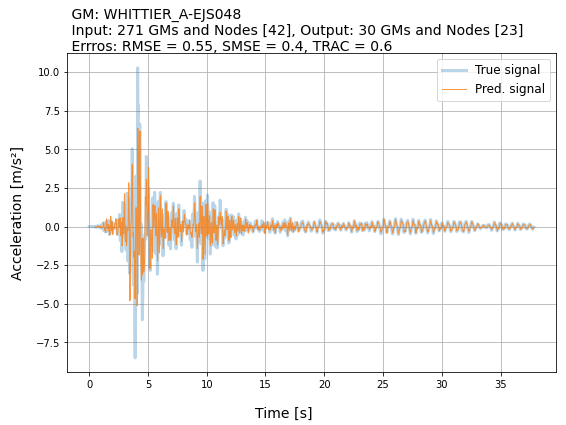 GM: WHITTIER_A-EJS048
Input: 271 GMs and Nodes [42], Output: 30 GMs and Nodes [23]
Errros: RMSE = 0.55, SMSE = 0.4, TRAC = 0.6
True signal
Pred. signal
Acceleration [m/s²]
10.0
7.5
5.0
2.5
0.0
−2.5
−5.0
−7.5
0 5 10 15 20 25 30 35
Time [s]